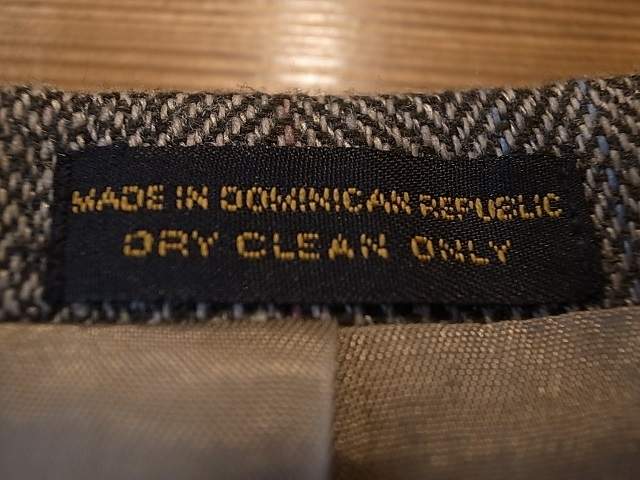 MADE IN DOMINICAN REPUBLIC
DRY CLEAN ONLY